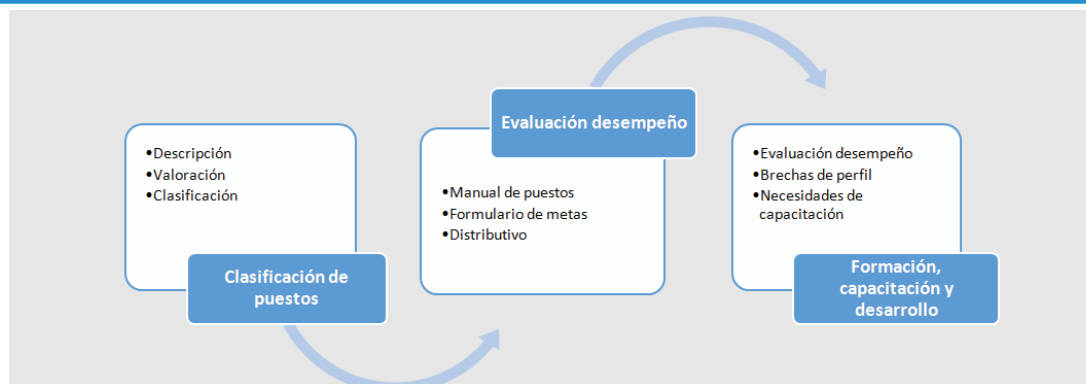 •Descripción
•Valoración
•Clasificación
Clasificación de
puestos
Evaluación desempeño
•Manual de puestos
•Formulario de metas
•Distributivo
•Evaluación desempeño
•Brechas de perfil
•Necesidades de
capacitación
Formación,
capacitación y
desarrollo